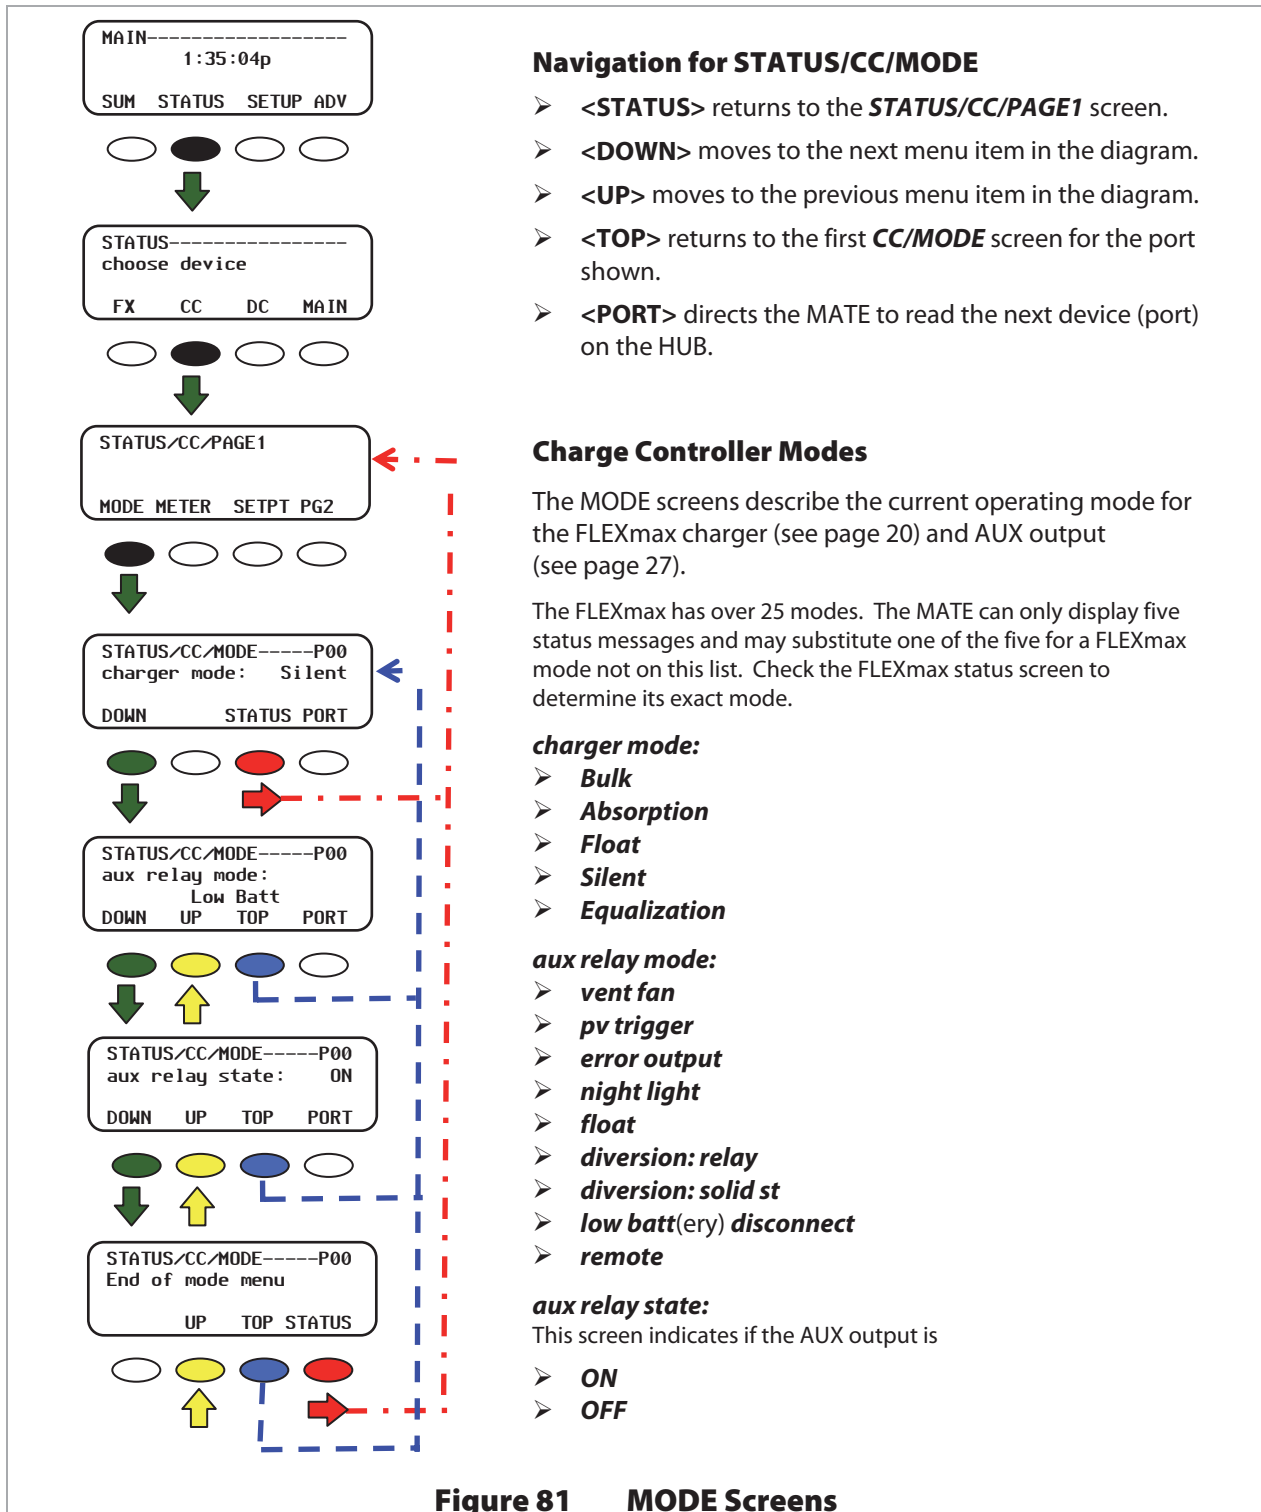 MAIN------------------
1:35:04p
SUM STATUS SETUP ADV
STATUS----------------
choose device
FX CC DC MAIN
STATUS/CC/PAGE1
MODE METER SETPT PG2
STATUS/CC/MODE-----P00
charger mode: Silent
DOWN STATUS PORT
STATUS/CC/MODE-----P00
aux relay mode:
Low Batt
DOWN UP TOP PORT
STATUS/CC/MODE-----P00
aux relay state: ON
DOWN UP TOP PORT
STATUS/CC/MODE-----P00
End of mode menu
UP TOP STATUS
Navigation for STATUS/CC/MODE
➢ <STATUS> returns to the STATUS/CC/PAGE1 screen.
➢ <DOWN> moves to the next menu item in the diagram.
➢ <UP> moves to the previous menu item in the diagram.
➢ <TOP> returns to the first CC/MODE screen for the port
shown.
➢ <PORT> directs the MATE to read the next device (port)
on the HUB.
Charge Controller Modes
The MODE screens describe the current operating mode for
the FLEXmax charger (see page 20) and AUX output
(see page 27).
The FLEXmax has over 25 modes. The MATE can only display five
status messages and may substitute one of the five for a FLEXmax
mode not on this list. Check the FLEXmax status screen to
determine its exact mode.
charger mode:
➢ Bulk
➢ Absorption
➢ Float
➢ Silent
➢ Equalization
aux relay mode:
➢ vent fan
➢ pv trigger
➢ error output
➢ night light
➢ float
➢ diversion: relay
➢ diversion: solid st
➢ low batt(ery) disconnect
➢ remote
aux relay state:
This screen indicates if the AUX output is
➢ ON
➢ OFF
Figure 81 MODE Screens